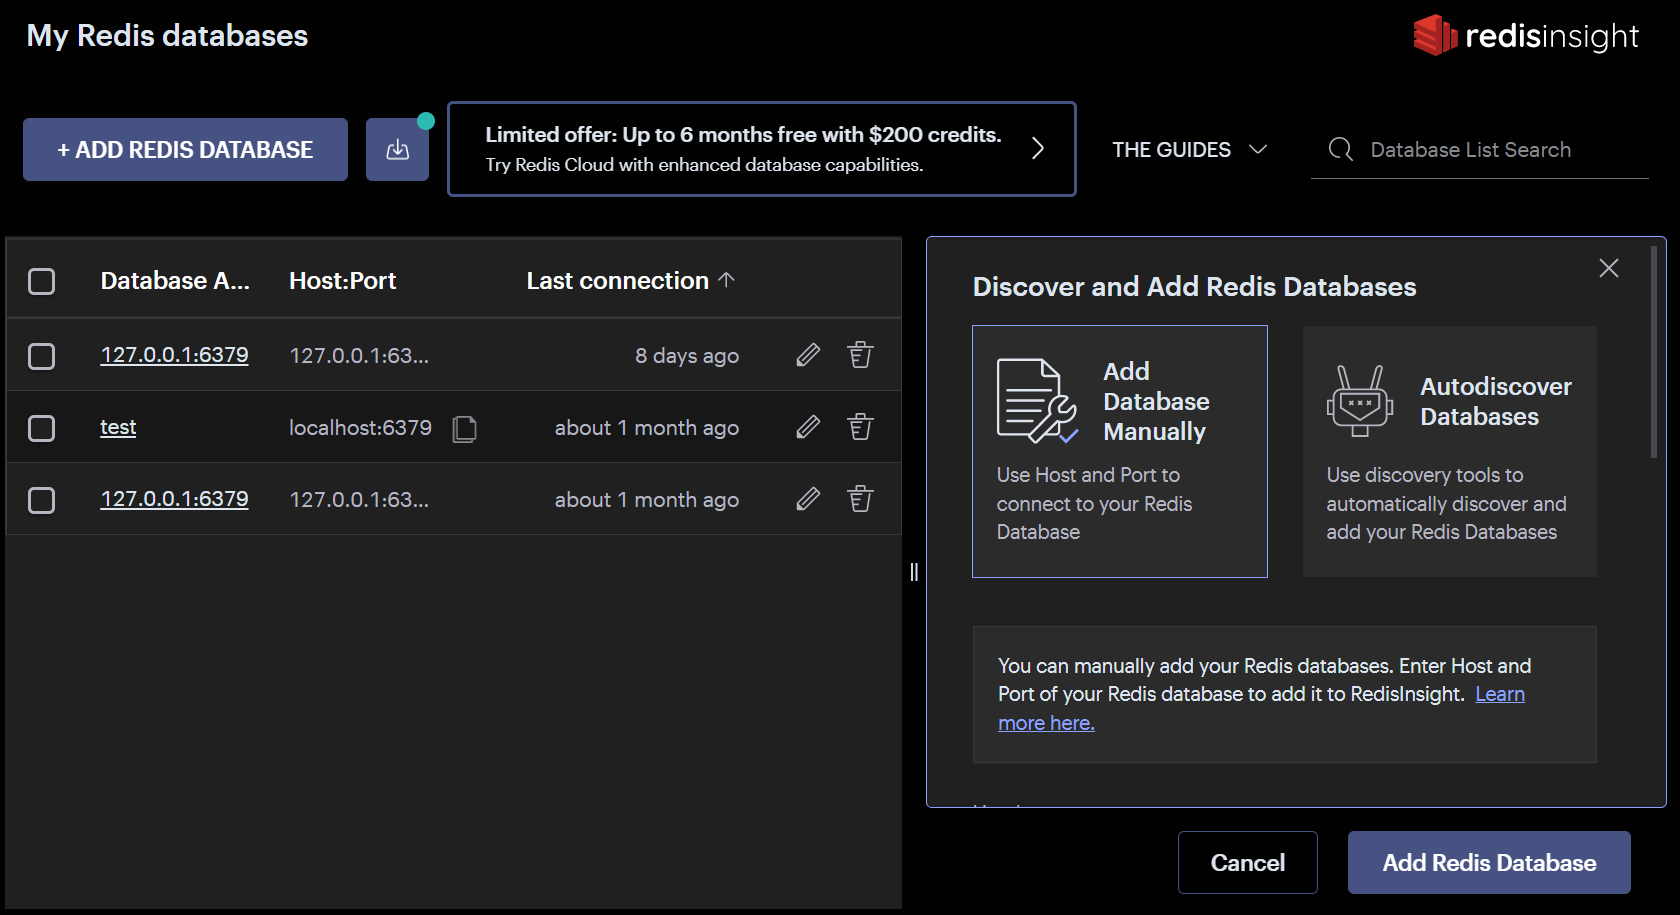 My Redis databases
redisinsight
+ ADD REDIS DATABASE
Limited offer: Up to 6 months free with $200 credits.
Try Redis Cloud with enhanced database capabilities.
THE GUIDES
Database List Search
Database A... Host:Port Last connection
127.0.0.1:6379 127.0.0.1:63... 8 days ago
test localhost:6379 about 1 month ago
127.0.0.1:6379 127.0.0.1:63... about 1 month ago
Discover and Add Redis Databases
Add
Database
Manually
Use Host and Port to
connect to your Redis
Database
Autodiscover
Databases
Use discovery tools to
automatically discover and
add your Redis Databases
You can manually add your Redis databases. Enter Host and
Port of your Redis database to add it to RedisInsight. Learn
more here.
Cancel
Add Redis Database